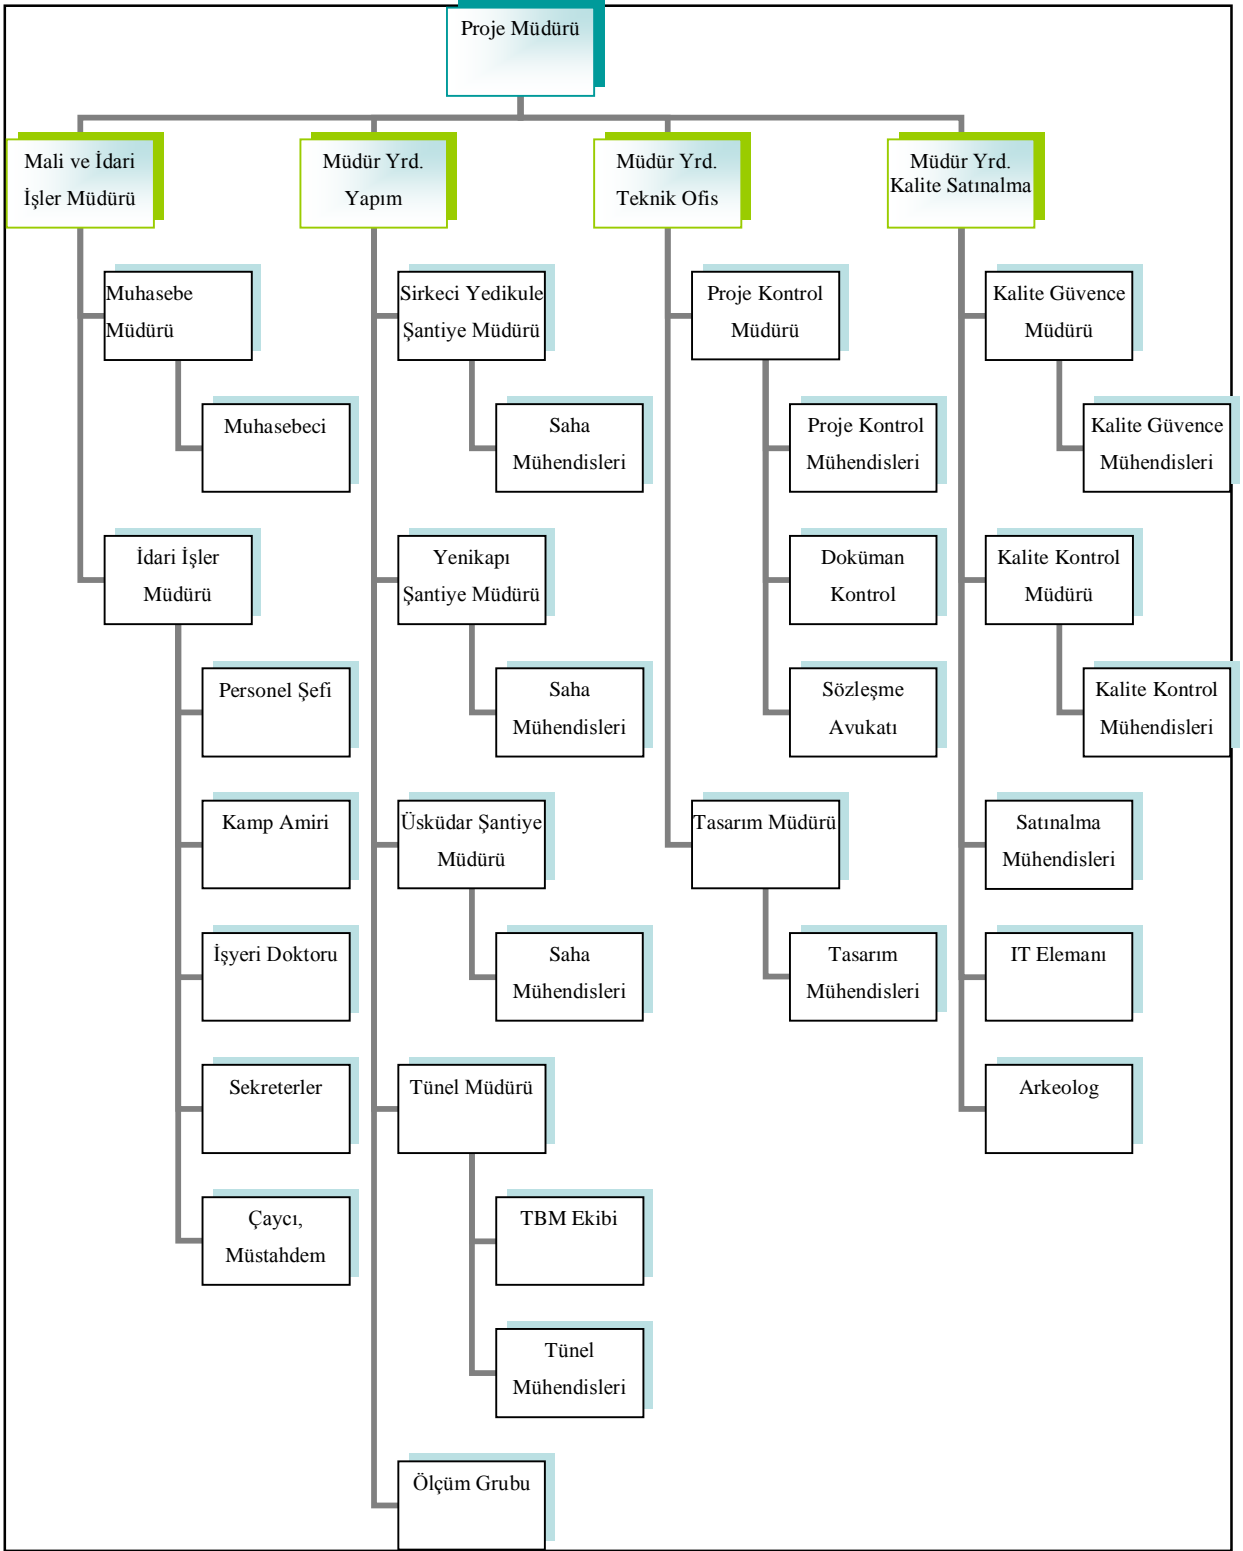 Proje Müdürü
Mali ve İdari
İşler Müdürü
Müdür Yrd.
Yapım
Müdür Yrd.
Teknik Ofis
Müdür Yrd.
Kalite Satınalma
Muhasebe
Müdürü
Muhasebeci
İdari İşler
Müdürü
Personel Şefi
Kamp Amiri
İşyeri Doktoru
Sekreterler
Çaycı,
Müstahdem
Sirkeci Yedikule
Şantiye Müdürü
Saha
Mühendisleri
Yenikapı
Şantiye Müdürü
Saha
Mühendisleri
Üsküdar Şantiye
Müdürü
Saha
Mühendisleri
Tünel Müdürü
TBM Ekibi
Tünel
Mühendisleri
Ölçüm Grubu
Proje Kontrol
Müdürü
Proje Kontrol
Mühendisleri
Doküman
Kontrol
Sözleşme
Avukatı
Tasarım Müdürü
Tasarım
Mühendisleri
Kalite Güvence
Müdürü
Kalite Güvence
Mühendisleri
Kalite Kontrol
Müdürü
Kalite Kontrol
Mühendisleri
Satınalma
Mühendisleri
IT Elemanı
Arkeolog